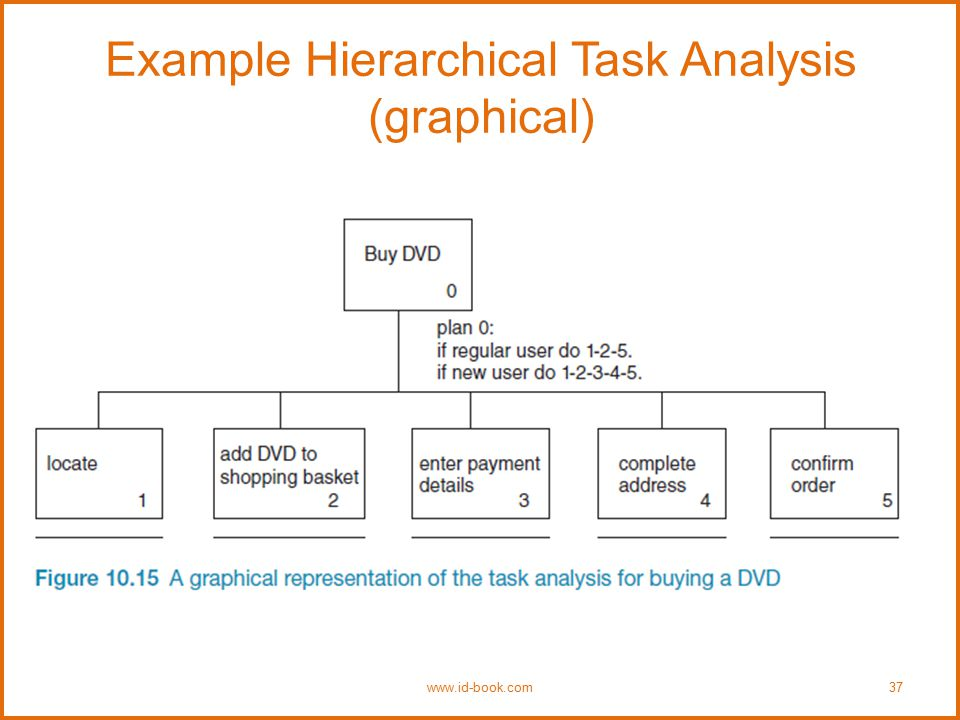 Example Hierarchical Task Analysis
(graphical)
Buy DVD
0
plan 0:
if regular user do 1-2-5.
if new user do 1-2-3-4-5.
locate
1
add DVD to
shopping basket
2
enter payment
details
3
complete
address
4
confirm
order
5
Figure 10.15 A graphical representation of the task analysis for buying a DVD
www.id-book.com
37